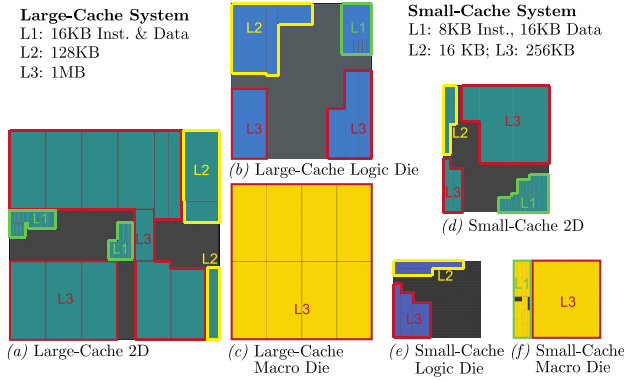 Large-Cache System
L1: 16KB Inst. & Data
L2: 128KB
L3: 1MB
Small-Cache System
L1: 8KB Inst., 16KB Data
L2: 16 KB; L3: 256KB
L2
L1
L3
L3
(b) Large-Cache Logic Die
L2
L1
L1
L3
L2
L3
(a) Large-Cache 2D
L3
(c) Large-Cache
Macro Die
L3
L2
L3
L1
(d) Small-Cache 2D
L2
L3
(e) Small-Cache
Logic Die
L1
L3
(f) Small-Cache
Macro Die